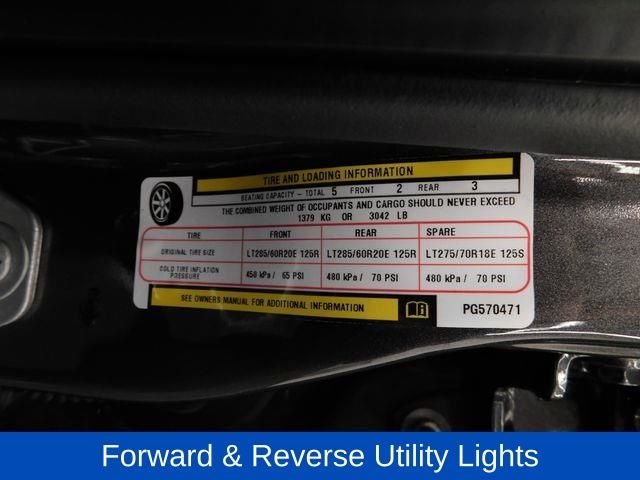 TIRE AND LOADING INFORMATION
SEATING CAPACITY - TOTAL 5 FRONT 2 REAR 3
THE COMBINED WEIGHT OF OCCUPANTS AND CARGO SHOULD NEVER EXCEED
1379 KG OR 3042 LB
TIRE FRONT REAR SPARE
ORIGINAL TIRE SIZE LT285/60R20E 125R LT285/60R20E 125R LT275/70R18E 125S
COLD TIRE INFLATION
PRESSURE 450 kPa / 65 PSI 480 kPa / 70 PSI 480 kPa / 70 PSI
SEE OWNERS MANUAL FOR ADDITIONAL INFORMATION
PG570471
Forward & Reverse Utility Lights